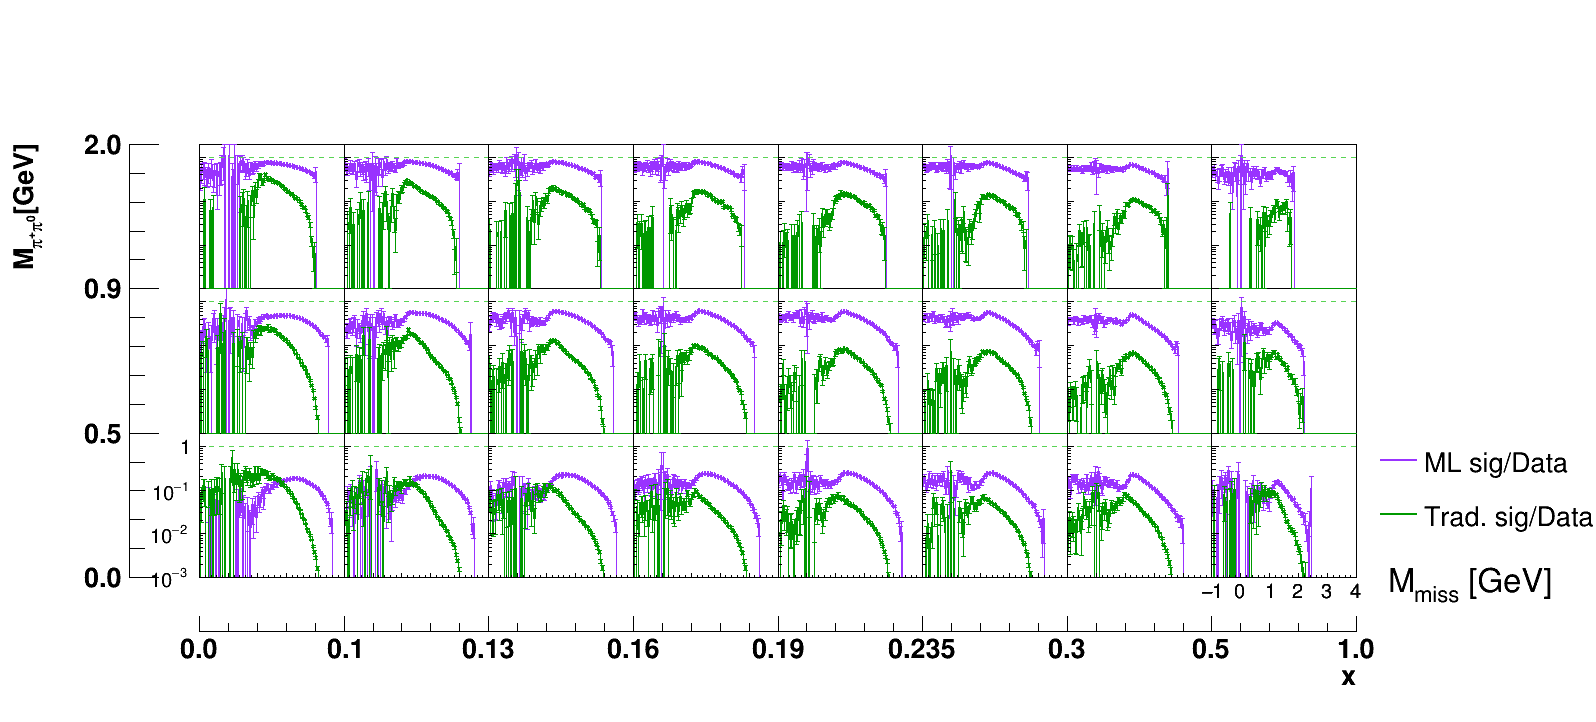 M π⁺π⁰ [GeV]
2.0
0.9
0.5
0.0
1
10⁻¹
10⁻²
10⁻³
ML sig/Data
Trad. sig/Data
M miss [GeV]
−1 0 1 2 3 4
0.0 0.1 0.13 0.16 0.19 0.235 0.3 0.5 1.0
x